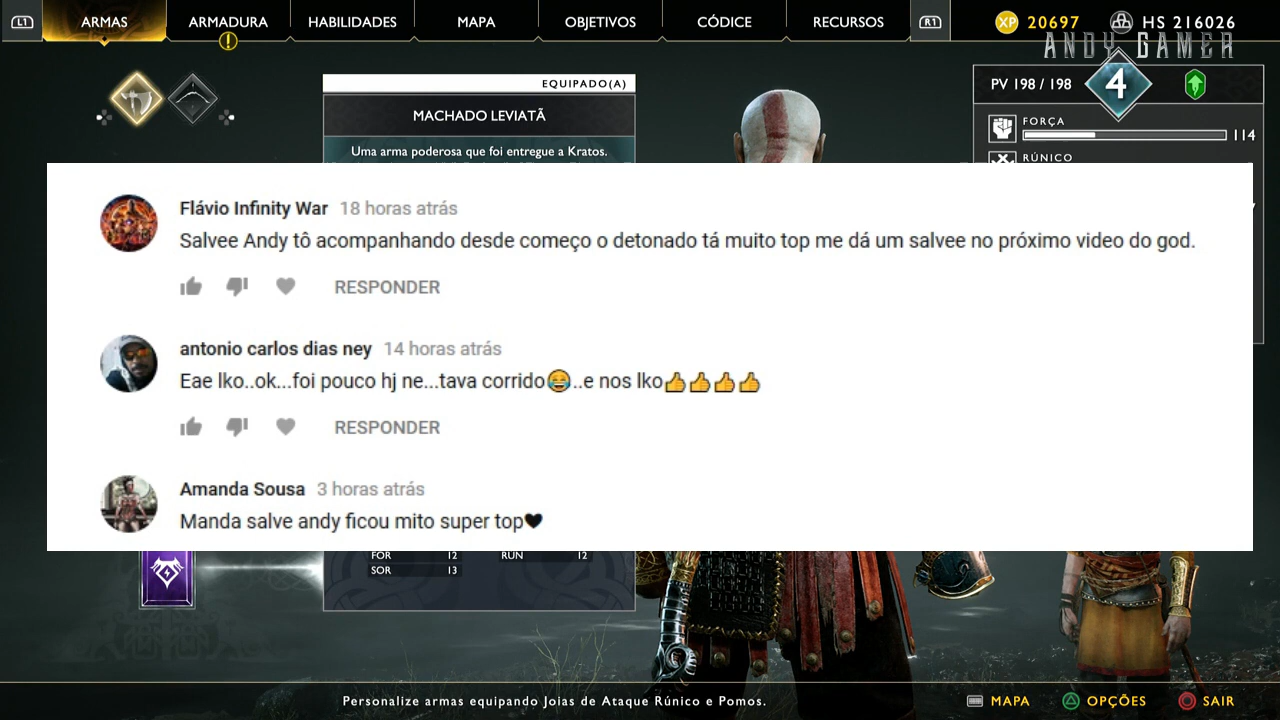 L1
ARMAS
ARMADURA
HABILIDADES
MAPA
OBJETIVOS
CÓDICE
RECURSOS
R1
XP 20697
HS 216026
ANDY GAMER
EQUIPADO(A)
MACHADO LEVIATÃ
Uma arma poderosa que foi entregue a Kratos.
PV 198 / 198
4
FORÇA
114
RÚNICO
Flávio Infinity War 18 horas atrás
Salvee Andy tô acompanhando desde começo o detonado tá muito top me dá um salvee no próximo video do god.
RESPONDER
antonio carlos dias ney 14 horas atrás
Eae lko..ok...foi pouco hj ne...tava corrido😂..e nos lko👍👍👍👍
RESPONDER
Amanda Sousa 3 horas atrás
Manda salve andy ficou mito super top🖤
FOR 12 RUN 12
SOR 13
Personalize armas equipando Joias de Ataque Rúnico e Pomos.
MAPA
OPÇÕES
SAIR